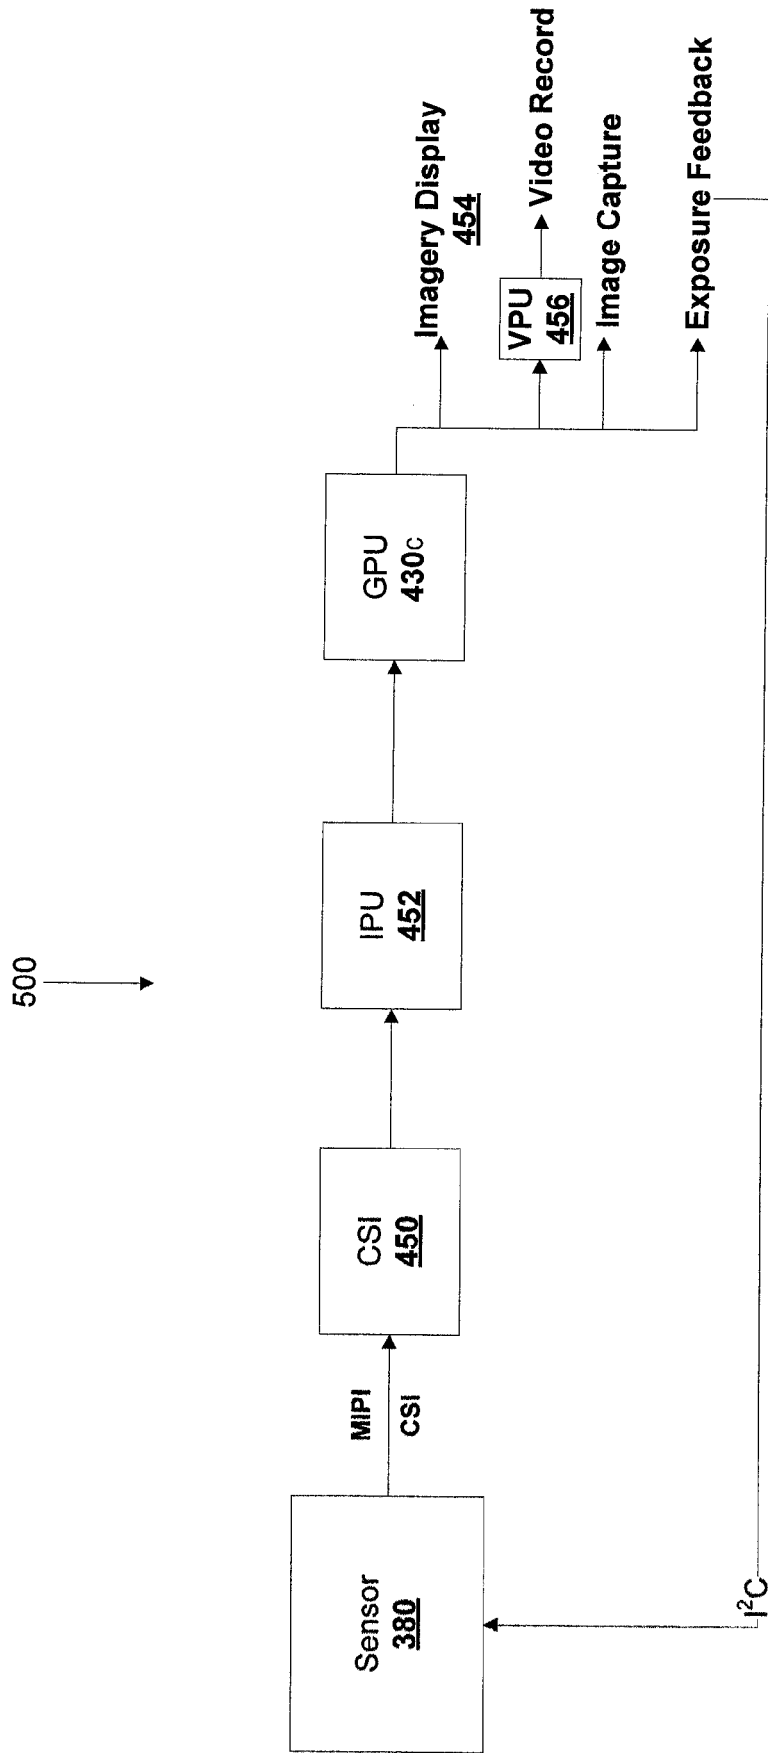 500
Sensor
380
MIPI
CSI
CSI
450
IPU
452
GPU
430c
Imagery Display
454
VPU
456
Video Record
Image Capture
Exposure Feedback
I²C